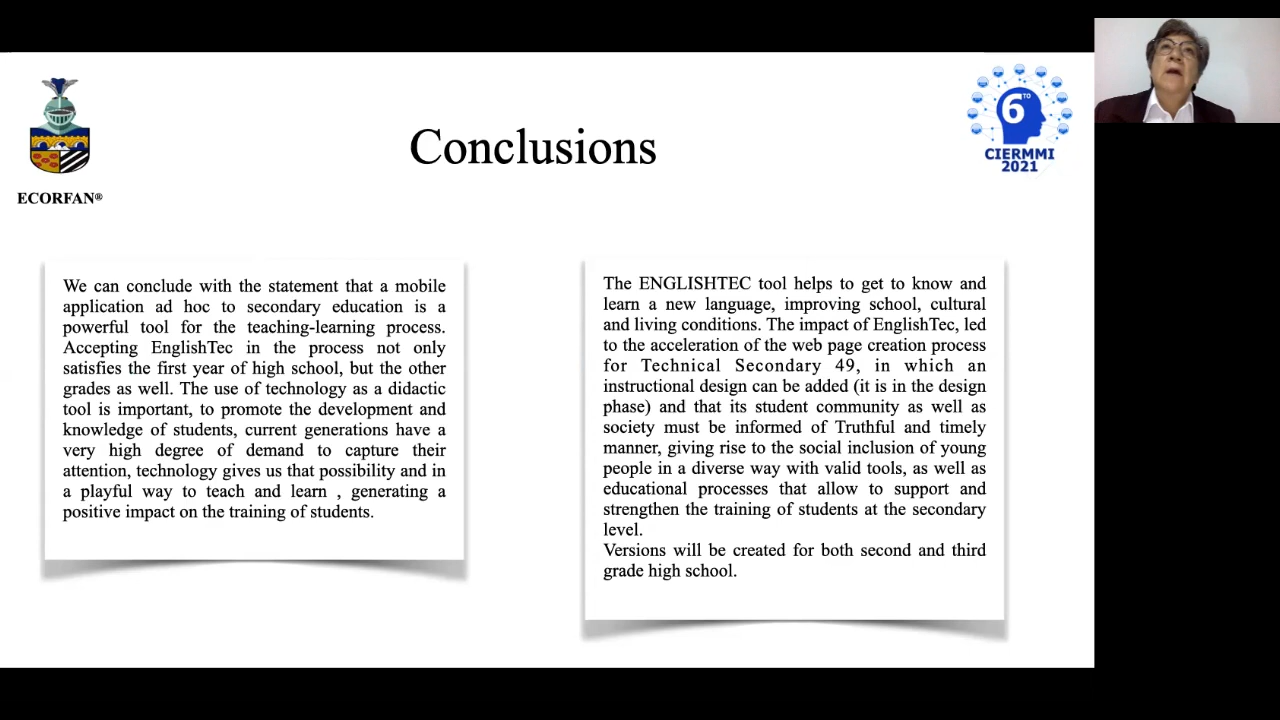 Conclusions
6TO
CIERMMI
2021
ECORFAN®
We can conclude with the statement that a mobile
application ad hoc to secondary education is a
powerful tool for the teaching-learning process.
Accepting EnglishTec in the process not only
satisfies the first year of high school, but the other
grades as well. The use of technology as a didactic
tool is important, to promote the development and
knowledge of students, current generations have a
very high degree of demand to capture their
attention, technology gives us that possibility and in
a playful way to teach and learn , generating a
positive impact on the training of students.
The ENGLISHTEC tool helps to get to know and
learn a new language, improving school, cultural
and living conditions. The impact of EnglishTec, led
to the acceleration of the web page creation process
for Technical Secondary 49, in which an
instructional design can be added (it is in the design
phase) and that its student community as well as
society must be informed of Truthful and timely
manner, giving rise to the social inclusion of young
people in a diverse way with valid tools, as well as
educational processes that allow to support and
strengthen the training of students at the secondary
level.
Versions will be created for both second and third
grade high school.